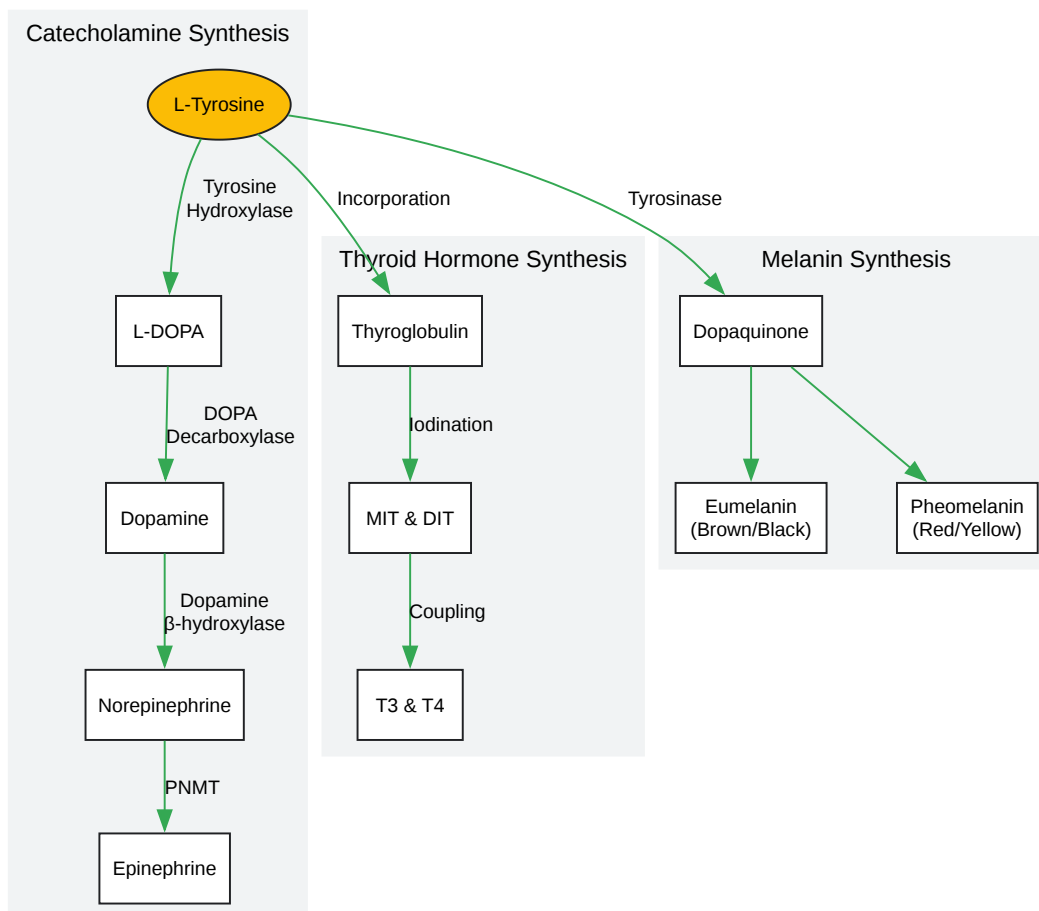 Catecholamine Synthesis
L-Tyrosine
Tyrosine
Hydroxylase
Incorporation
Tyrosinase
Thyroid Hormone Synthesis
Melanin Synthesis
L-DOPA
Thyroglobulin
Dopaquinone
DOPA
Decarboxylase
Iodination
Dopamine
MIT & DIT
Eumelanin
(Brown/Black)
Pheomelanin
(Red/Yellow)
Dopamine
β-hydroxylase
Coupling
Norepinephrine
T3 & T4
PNMT
Epinephrine